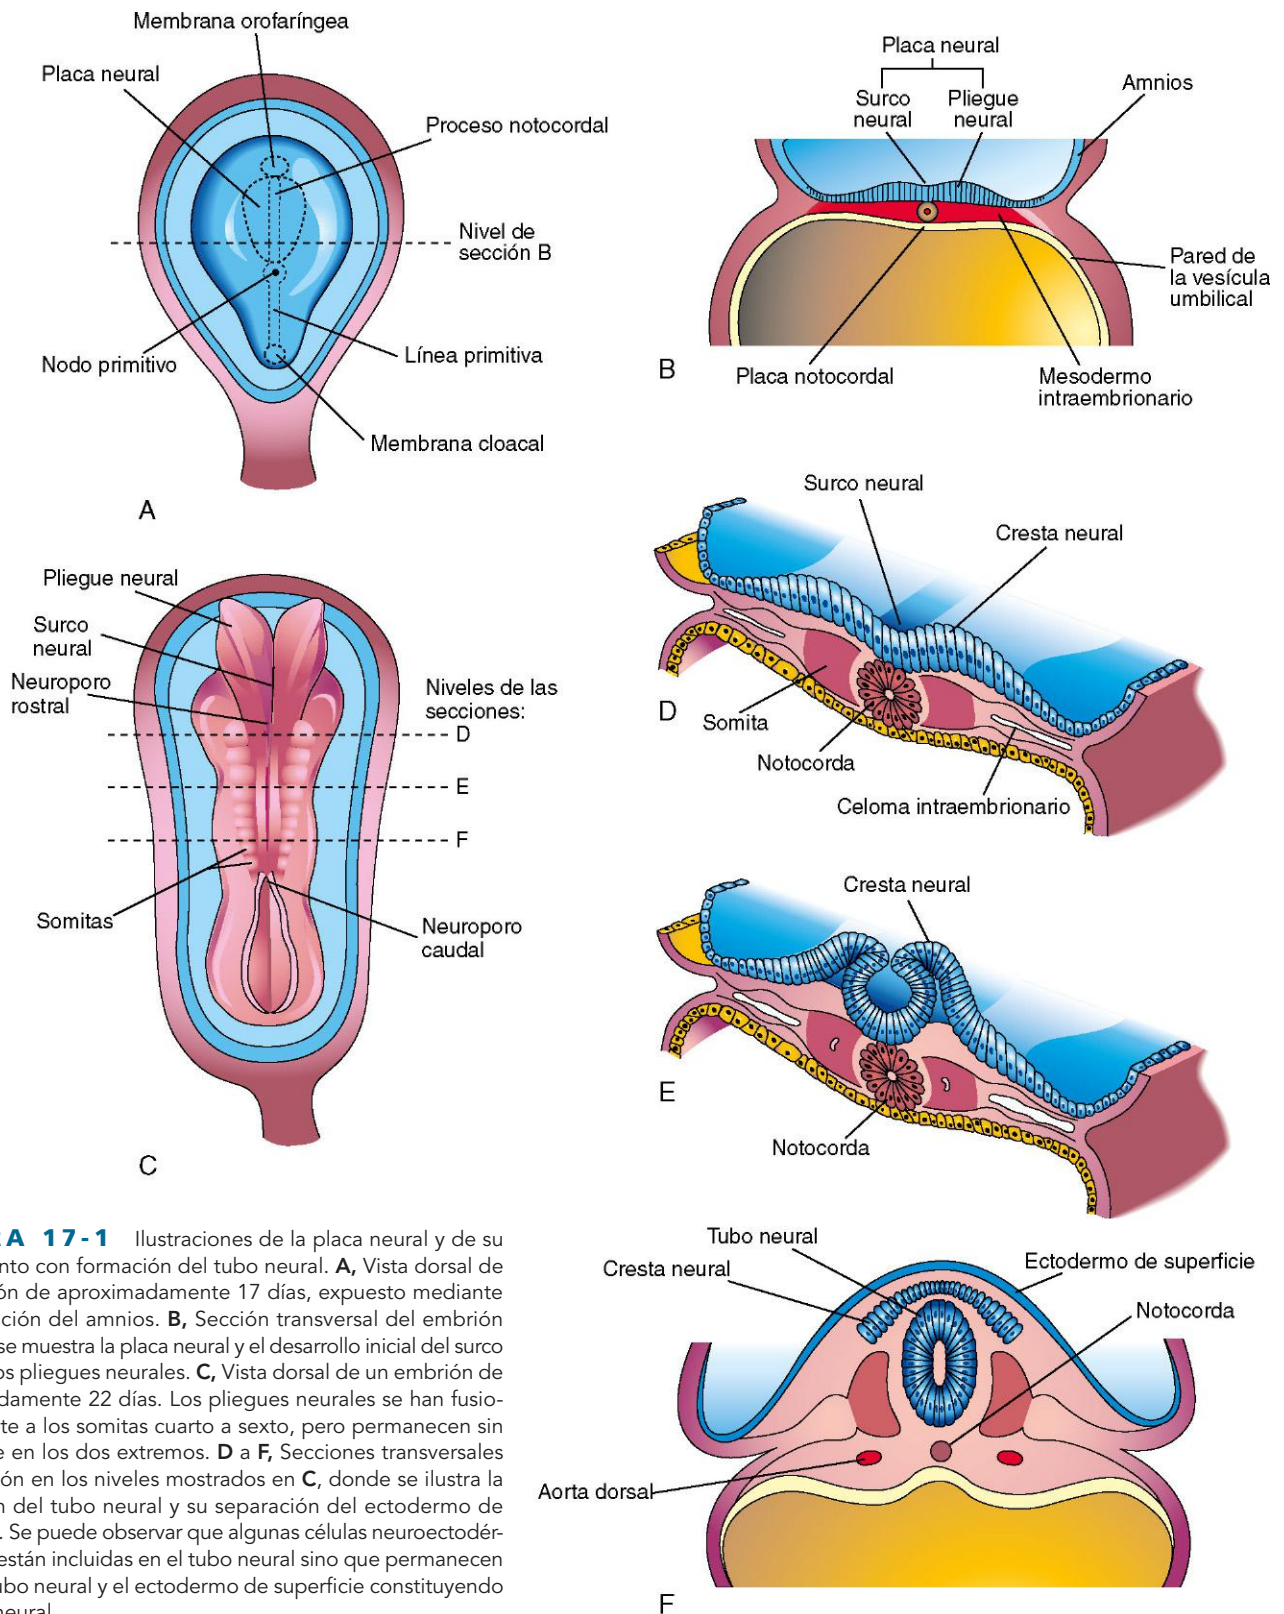 Membrana orofaríngea
Placa neural
Proceso notocordal
Nivel de
sección B
Nodo primitivo
Línea primitiva
Membrana cloacal
A
Placa neural
Surco
neural
Pliegue
neural
Amnios
Pared de
la vesícula
umbilical
B
Placa notocordal
Mesodermo
intraembrionario
Pliegue neural
Surco
neural
Neuroporo
rostral
Niveles de las
secciones:
D
E
F
Somitas
Neuroporo
caudal
C
Surco neural
Cresta neural
D
Somita
Notocorda
Celoma intraembrionario
Cresta neural
E
Notocorda
Tubo neural
Cresta neural
Ectodermo de superficie
Notocorda
Aorta dorsal
F
A 17-1 Ilustraciones de la placa neural y de su
nto con formación del tubo neural. A, Vista dorsal de
ón de aproximadamente 17 días, expuesto mediante
ción del amnios. B, Sección transversal del embrión
se muestra la placa neural y el desarrollo inicial del surco
os pliegues neurales. C, Vista dorsal de un embrión de
damente 22 días. Los pliegues neurales se han fusio-
te a los somitas cuarto a sexto, pero permanecen sin
e en los dos extremos. D a F, Secciones transversales
ón en los niveles mostrados en C, donde se ilustra la
n del tubo neural y su separación del ectodermo de
. Se puede observar que algunas células neuroectodér-
están incluidas en el tubo neural sino que permanecen
ubo neural y el ectodermo de superficie constituyendo
neural.